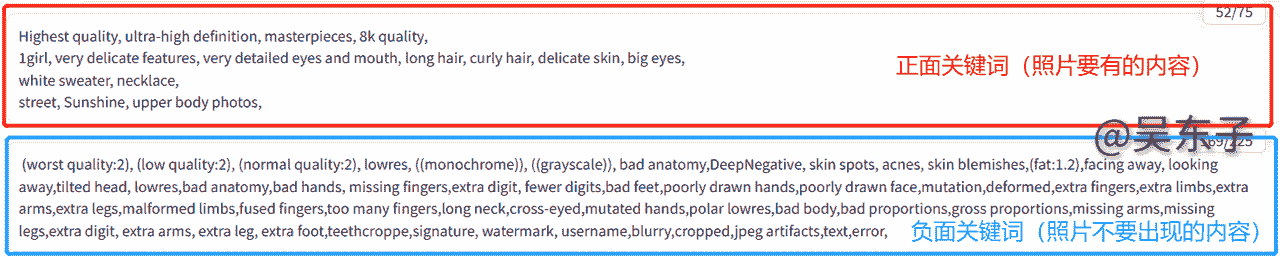 52/75
Highest quality, ultra-high definition, masterpieces, 8k quality,
1girl, very delicate features, very detailed eyes and mouth, long hair, curly hair, delicate skin, big eyes,
white sweater, necklace,
street, Sunshine, upper body photos,
正面关键词（照片要有的内容）
@吴东子
169/225
(worst quality:2), (low quality:2), (normal quality:2), lowres, ((monochrome)), ((grayscale)), bad anatomy,DeepNegative, skin spots, acnes, skin blemishes,(fat:1.2),facing away, looking
away,tilted head, lowres,bad anatomy,bad hands, missing fingers,extra digit, fewer digits,bad feet,poorly drawn hands,poorly drawn face,mutation,deformed,extra fingers,extra limbs,extra
arms,extra legs,malformed limbs,fused fingers,too many fingers,long neck,cross-eyed,mutated hands,polar lowres,bad body,bad proportions,gross proportions,missing arms,missing
legs,extra digit, extra arms, extra leg, extra foot,teethcroppe,signature, watermark, username,blurry,cropped,jpeg artifacts,text,error,
负面关键词（照片不要出现的内容）